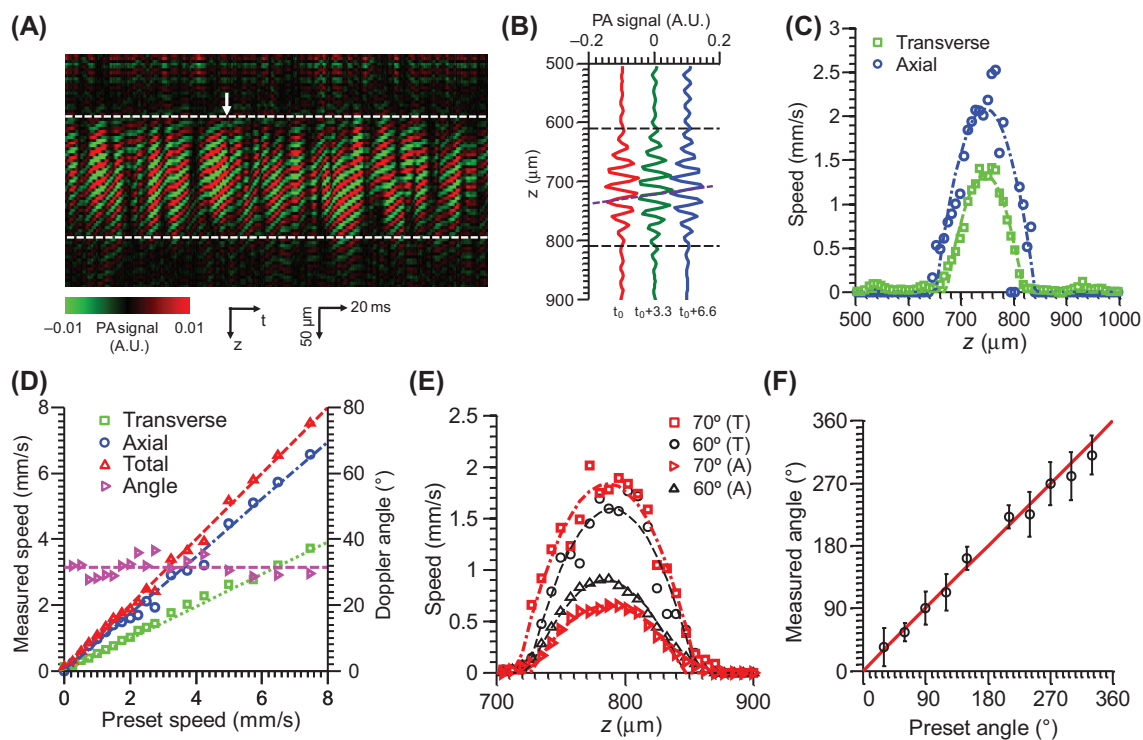 (A)
−0.01 0.01
PA signal
(A.U.)
t
z
50 μm
20 ms
(B)
PA signal (A.U.)
−0.2 0 0.2
500
600
700
800
900
z (μm)
t0 t0+3.3 t0+6.6
(C)
Transverse
Axial
3
2.5
2
1.5
1
0.5
0
Speed (mm/s)
500 600 700 800 900 1000
z (μm)
(D)
Transverse
Axial
Total
Angle
8
6
4
2
0
Measured speed (mm/s)
80
60
40
20
0
Doppler angle (°)
0 2 4 6 8
Preset speed (mm/s)
(E)
70º (T)
60º (T)
70º (A)
60º (A)
2.5
2
1.5
1
0.5
0
Speed (mm/s)
700 800 900
z (μm)
(F)
360
270
180
90
0
Measured angle (°)
0 90 180 270 360
Preset angle (°)